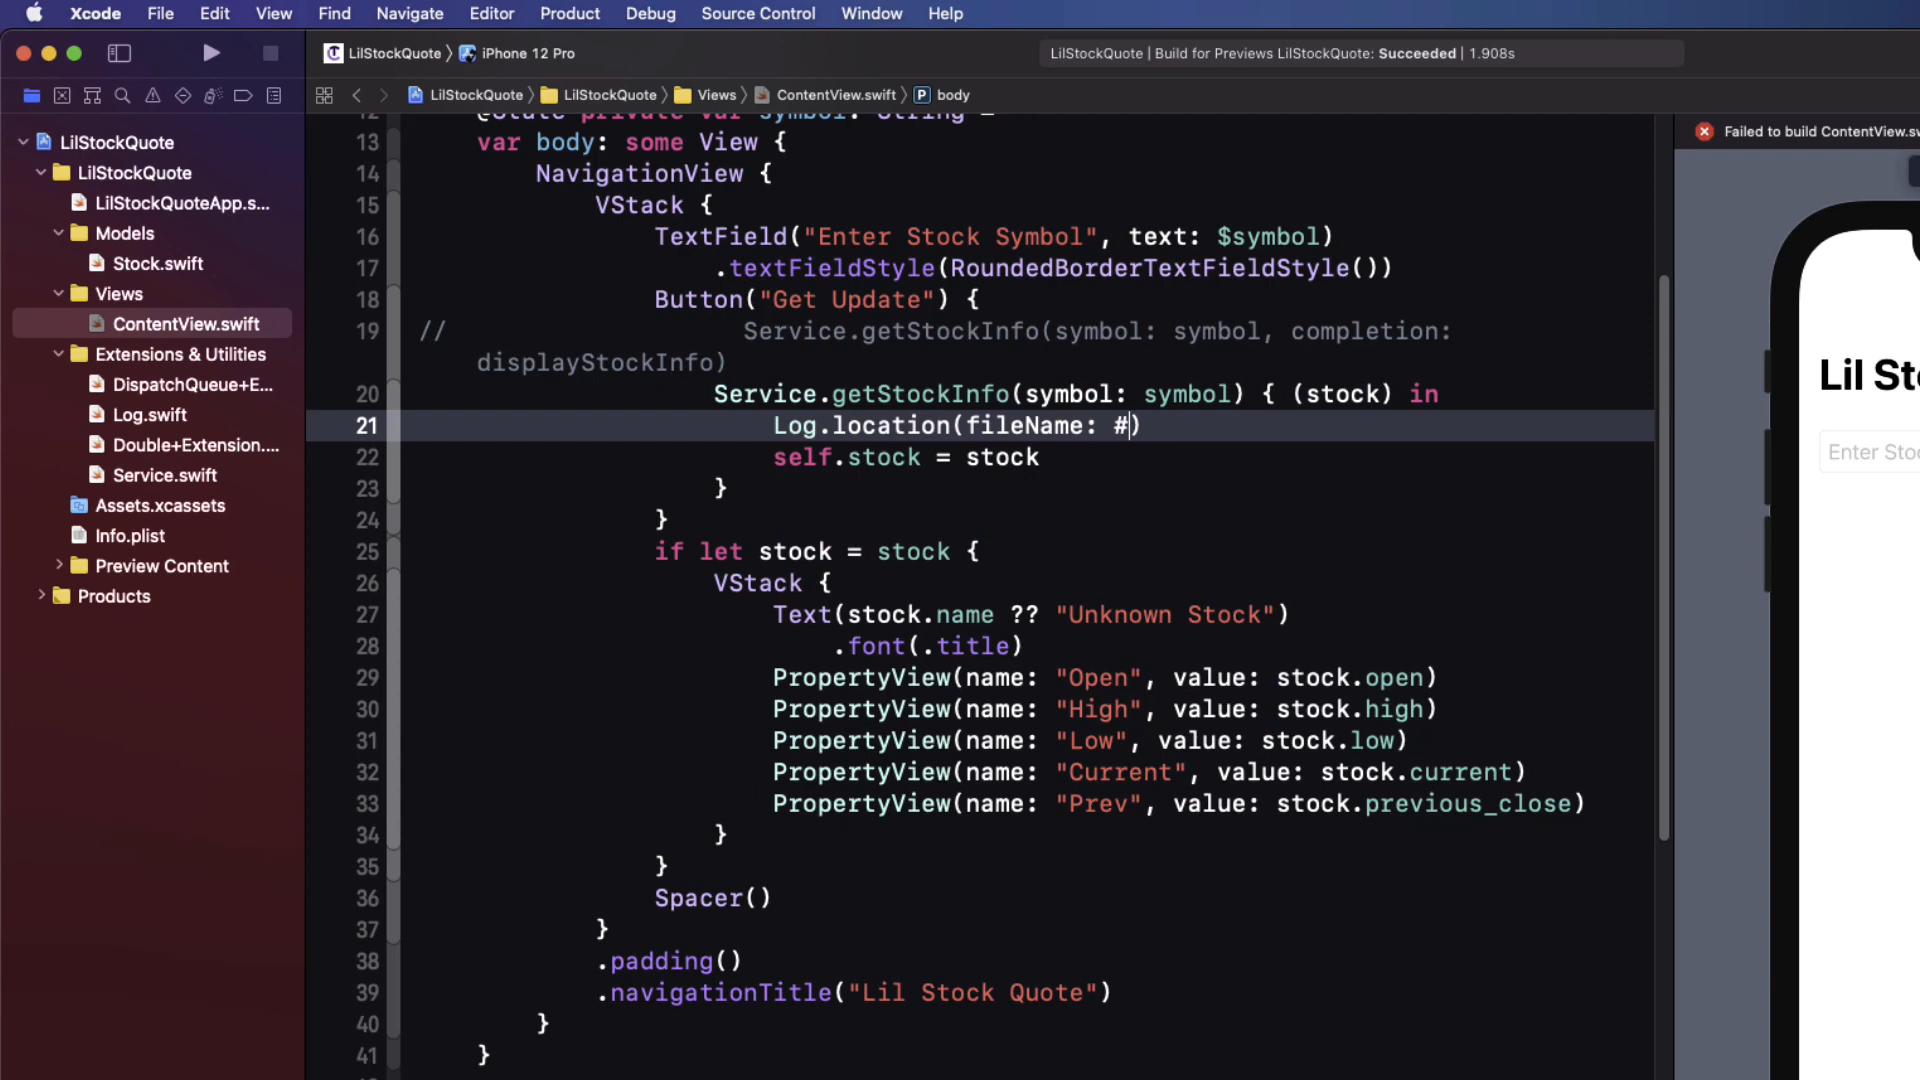 Xcode File Edit View Find Navigate Editor Product Debug Source Control Window Help
LilStockQuote iPhone 12 Pro
LilStockQuote | Build for Previews LilStockQuote: Succeeded | 1.908s
LilStockQuote LilStockQuote Views ContentView.swift P body
LilStockQuote
LilStockQuote
LilStockQuoteApp.s...
Models
Stock.swift
Views
ContentView.swift
Extensions & Utilities
DispatchQueue+E...
Log.swift
Double+Extension....
Service.swift
Assets.xcassets
Info.plist
Preview Content
Products
12 @State private var symbol: String =
13 var body: some View {
14 NavigationView {
15 VStack {
16 TextField("Enter Stock Symbol", text: $symbol)
17 .textFieldStyle(RoundedBorderTextFieldStyle())
18 Button("Get Update") {
19 // Service.getStockInfo(symbol: symbol, completion:
displayStockInfo)
20 Service.getStockInfo(symbol: symbol) { (stock) in
21 Log.location(fileName: #)
22 self.stock = stock
23 }
24 }
25 if let stock = stock {
26 VStack {
27 Text(stock.name ?? "Unknown Stock")
28 .font(.title)
29 PropertyView(name: "Open", value: stock.open)
30 PropertyView(name: "High", value: stock.high)
31 PropertyView(name: "Low", value: stock.low)
32 PropertyView(name: "Current", value: stock.current)
33 PropertyView(name: "Prev", value: stock.previous_close)
34 }
35 }
36 Spacer()
37 }
38 .padding()
39 .navigationTitle("Lil Stock Quote")
40 }
41 }
Failed to build ContentView.sw
Lil St
Enter Stoc